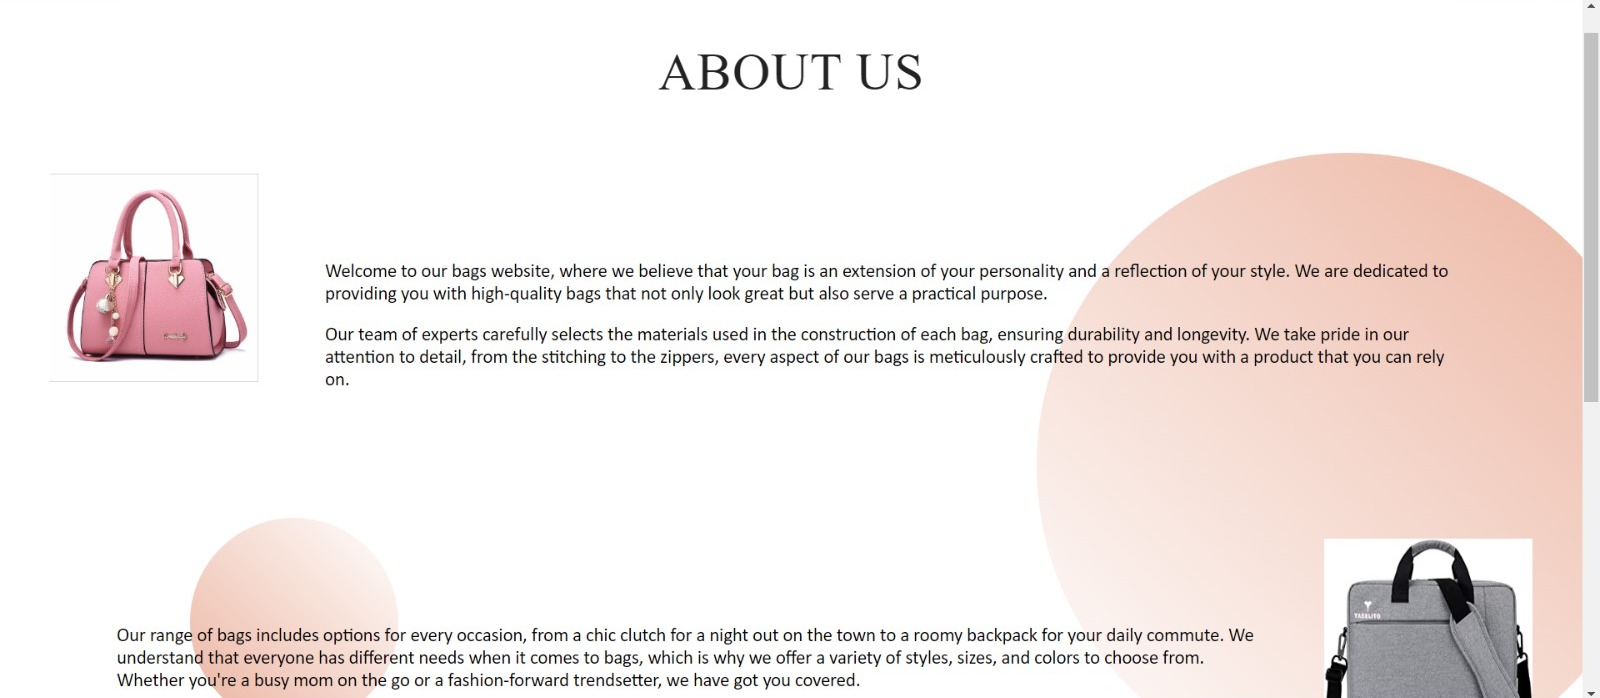 ABOUT US
Welcome to our bags website, where we believe that your bag is an extension of your personality and a reflection of your style. We are dedicated to
providing you with high-quality bags that not only look great but also serve a practical purpose.
Our team of experts carefully selects the materials used in the construction of each bag, ensuring durability and longevity. We take pride in our
attention to detail, from the stitching to the zippers, every aspect of our bags is meticulously crafted to provide you with a product that you can rely
on.
Our range of bags includes options for every occasion, from a chic clutch for a night out on the town to a roomy backpack for your daily commute. We
understand that everyone has different needs when it comes to bags, which is why we offer a variety of styles, sizes, and colors to choose from.
Whether you're a busy mom on the go or a fashion-forward trendsetter, we have got you covered.